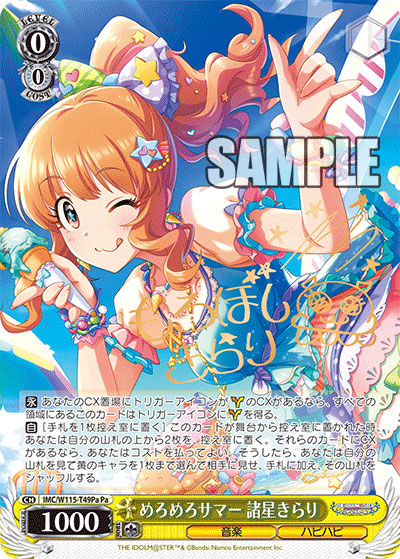 LEVEL
0
0
COST
SAMPLE
もろぼし
きらり
永 あなたのCX置場にトリガーアイコンがのCXがあるなら、すべての
領域にあるこのカードはトリガーアイコンにを得る。
自 [手札を1枚控え室に置く] このカードが舞台から控え室に置かれた時、
あなたは自分の山札の上から2枚を、控え室に置く。それらのカードにCX
があるなら、あなたはコストを払ってよい。そうしたら、あなたは自分の
山札を見て黄のキャラを1枚まで選んで相手に見せ、手札に加え、その山札を
シャッフルする。
CH IMC/W115-T49Pa Pa
1000
めろめろサマー 諸星きらり
音楽
ハピハピ
THE IDOLM@STER™&©Bandai Namco Entertainment Inc.